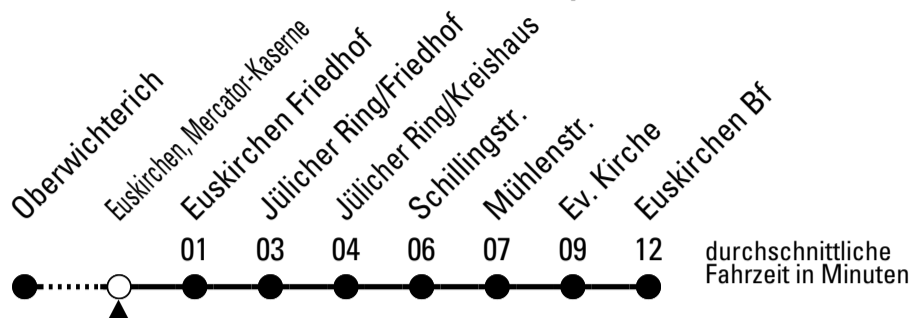 Oberwichterich
Euskirchen, Mercator-Kaserne
Euskirchen Friedhof
Jülicher Ring/Friedhof
Jülicher Ring/Kreishaus
Schillingstr.
Mühlenstr.
Ev. Kirche
Euskirchen Bf
01 03 04 06 07 09 12
durchschnittliche
Fahrzeit in Minuten